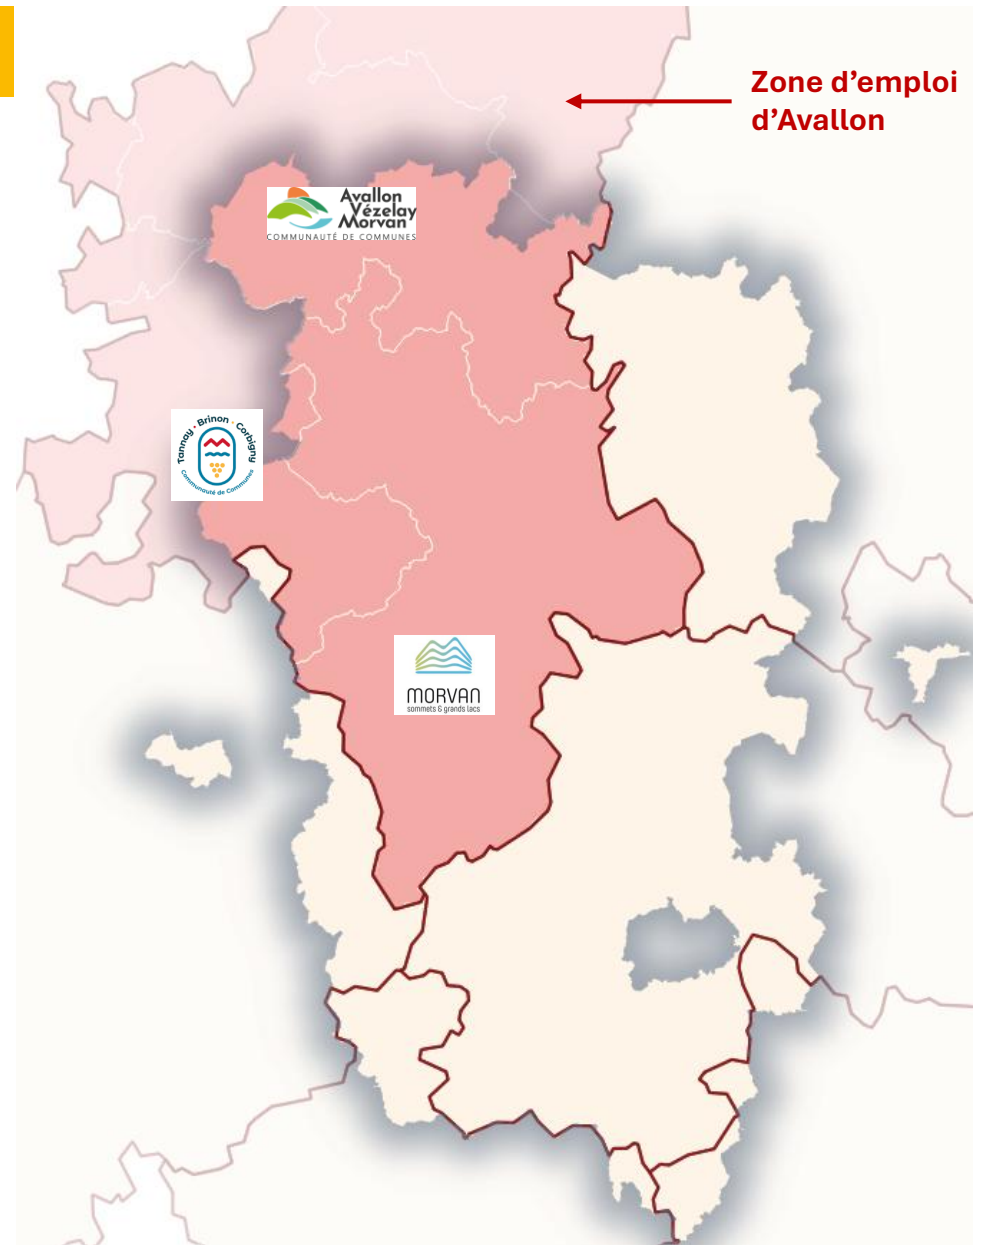 Zone d’emploi
d’Avallon
Avallon
Vézelay
Morvan
COMMUNAUTÉ DE COMMUNES
Tannay • Brinon • Corbigny
Communauté de Communes
MORVAN
sommets & grands lacs